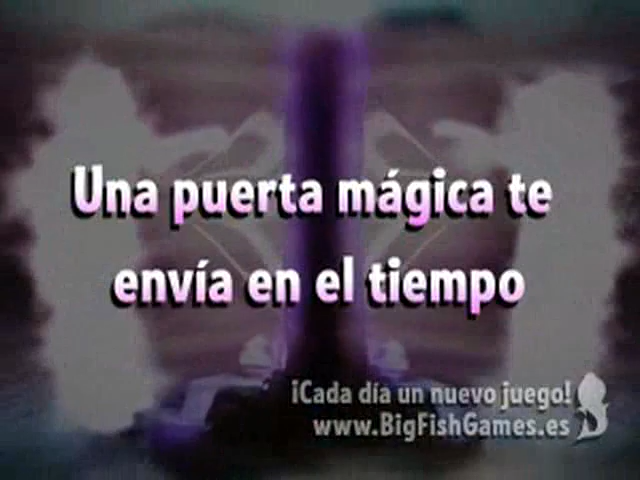 Una puerta mágica te
envía en el tiempo
¡Cada día un nuevo juego!
www.BigFishGames.es